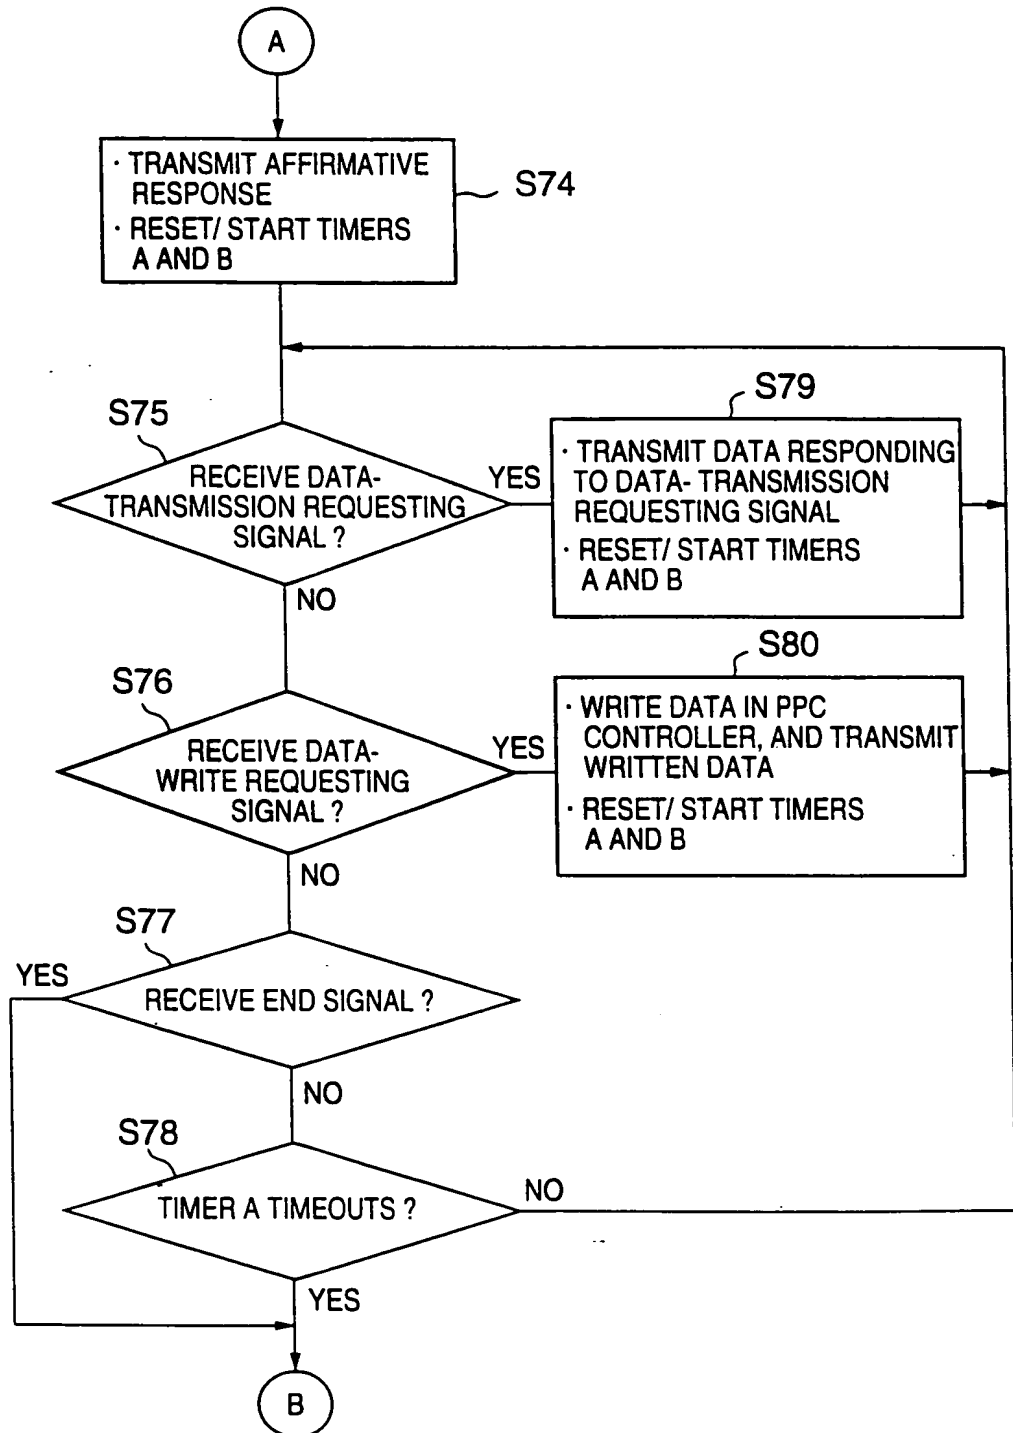 A
· TRANSMIT AFFIRMATIVE
RESPONSE
· RESET/ START TIMERS
A AND B
S74
S75
RECEIVE DATA-
TRANSMISSION REQUESTING
SIGNAL ?
YES
NO
S79
· TRANSMIT DATA RESPONDING
TO DATA- TRANSMISSION
REQUESTING SIGNAL
· RESET/ START TIMERS
A AND B
S76
RECEIVE DATA-
WRITE REQUESTING
SIGNAL ?
YES
NO
S80
· WRITE DATA IN PPC
CONTROLLER, AND TRANSMIT
WRITTEN DATA
· RESET/ START TIMERS
A AND B
S77
YES
RECEIVE END SIGNAL ?
NO
S78
TIMER A TIMEOUTS ?
NO
YES
B